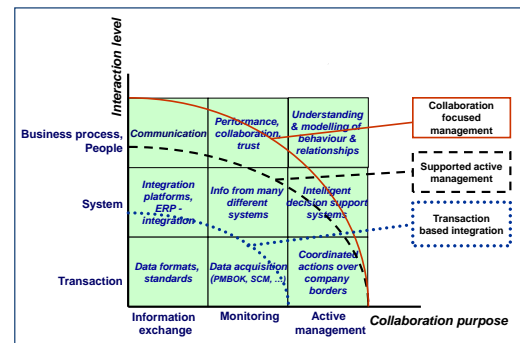 Interaction level
Business process,
People
System
Transaction
Communication
Performance,
collaboration,
trust
Understanding
& modelling of
behaviour &
relationships
Integration
platforms,
ERP -
integration
Info from many
different
systems
Intelligent
decision support
systems
Data formats,
standards
Data acquisition
(PMBOK, SCM, ..)
Coordinated
actions over
company
borders
Information
exchange
Monitoring
Active
management
Collaboration purpose
Collaboration
focused
management
Supported active
management
Transaction
based integration